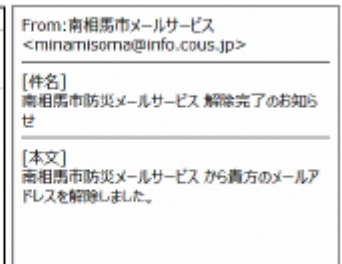 From:南相馬市メールサービス
<minamisoma@info.cous.jp>
[件名]
南相馬市防災メールサービス 解除完了のお知ら
せ
[本文]
南相馬市防災メールサービス から貴方のメールア
ドレスを解除しました。